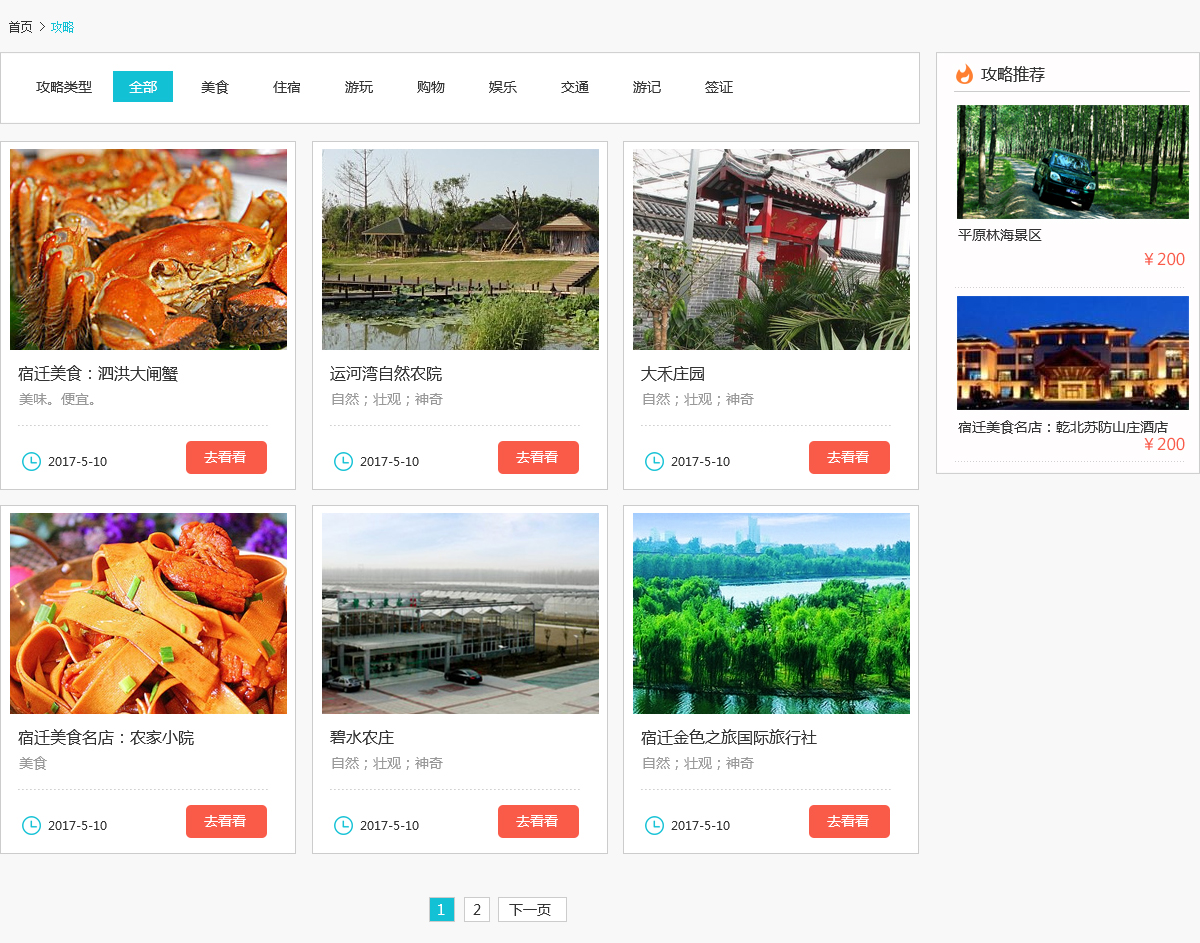 首页 > 攻略
攻略类型 全部 美食 住宿 游玩 购物 娱乐 交通 游记 签证
宿迁美食：泗洪大闸蟹
美味。便宜。
2017-5-10 去看看
运河湾自然农院
自然；壮观；神奇
2017-5-10 去看看
大禾庄园
自然；壮观；神奇
2017-5-10 去看看
宿迁美食名店：农家小院
美食
2017-5-10 去看看
碧水农庄
自然；壮观；神奇
2017-5-10 去看看
宿迁金色之旅国际旅行社
自然；壮观；神奇
2017-5-10 去看看
1 2 下一页
攻略推荐
平原林海景区
￥200
宿迁美食名店：乾北苏防山庄酒店
￥200